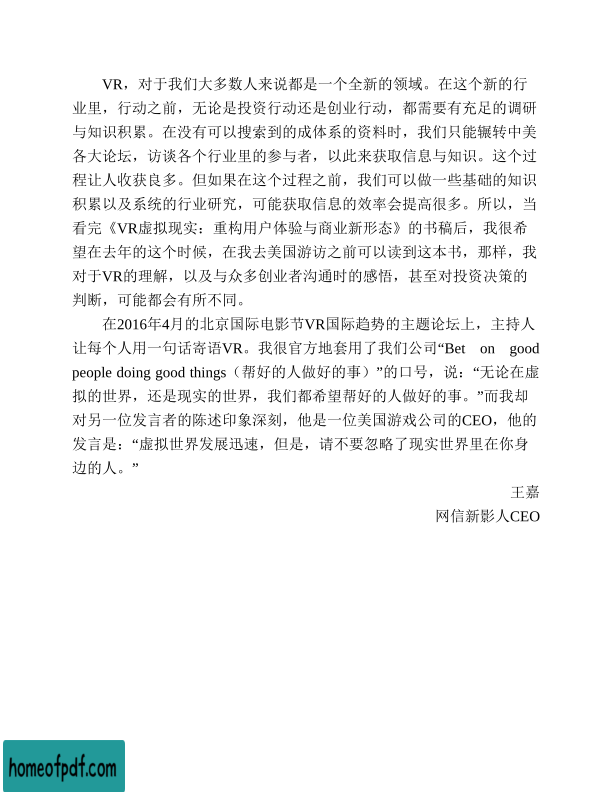 VR，对于我们大多数人来说都是一个全新的领域。在这个新的行
业里，行动之前，无论是投资行动还是创业行动，都需要有充足的调研
与知识积累。在没有可以搜索到的成体系的资料时，我们只能辗转中美
各大论坛，访谈各个行业里的参与者，以此来获取信息与知识。这个过
程让人收获良多。但如果在这个过程之前，我们可以做一些基础的知识
积累以及系统的行业研究，可能获取信息的效率会提高很多。所以，当
看完《VR虚拟现实：重构用户体验与商业新形态》的书稿后，我很希
望在去年的这个时候，在我去美国游访之前可以读到这本书，那样，我
对于VR的理解，以及与众多创业者沟通时的感悟，甚至对投资决策的
判断，可能都会有所不同。
在2016年4月的北京国际电影节VR国际趋势的主题论坛上，主持人
让每个人用一句话寄语VR。我很官方地套用了我们公司“Bet on good
people doing good things（帮好的人做好的事）”的口号，说：“无论在虚
拟的世界，还是现实的世界，我们都希望帮好的人做好的事。”而我却
对另一位发言者的陈述印象深刻，他是一位美国游戏公司的CEO，他的
发言是：“虚拟世界发展迅速，但是，请不要忽略了现实世界里在你身
边的人。”
王嘉
网信新影人CEO
homeofpdf.com